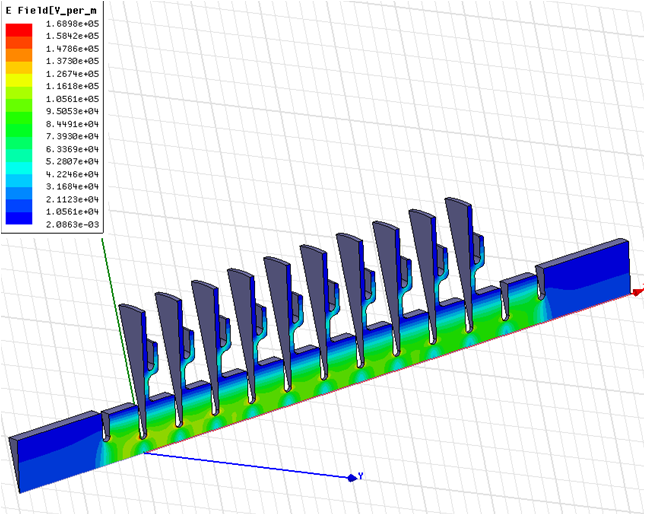 E Field[V_per_m
1.6898e+05
1.5842e+05
1.4786e+05
1.3730e+05
1.2674e+05
1.1618e+05
1.0561e+05
9.5053e+04
8.4491e+04
7.3930e+04
6.3369e+04
5.2807e+04
4.2246e+04
3.1684e+04
2.1123e+04
1.0561e+04
2.0863e-03
Y